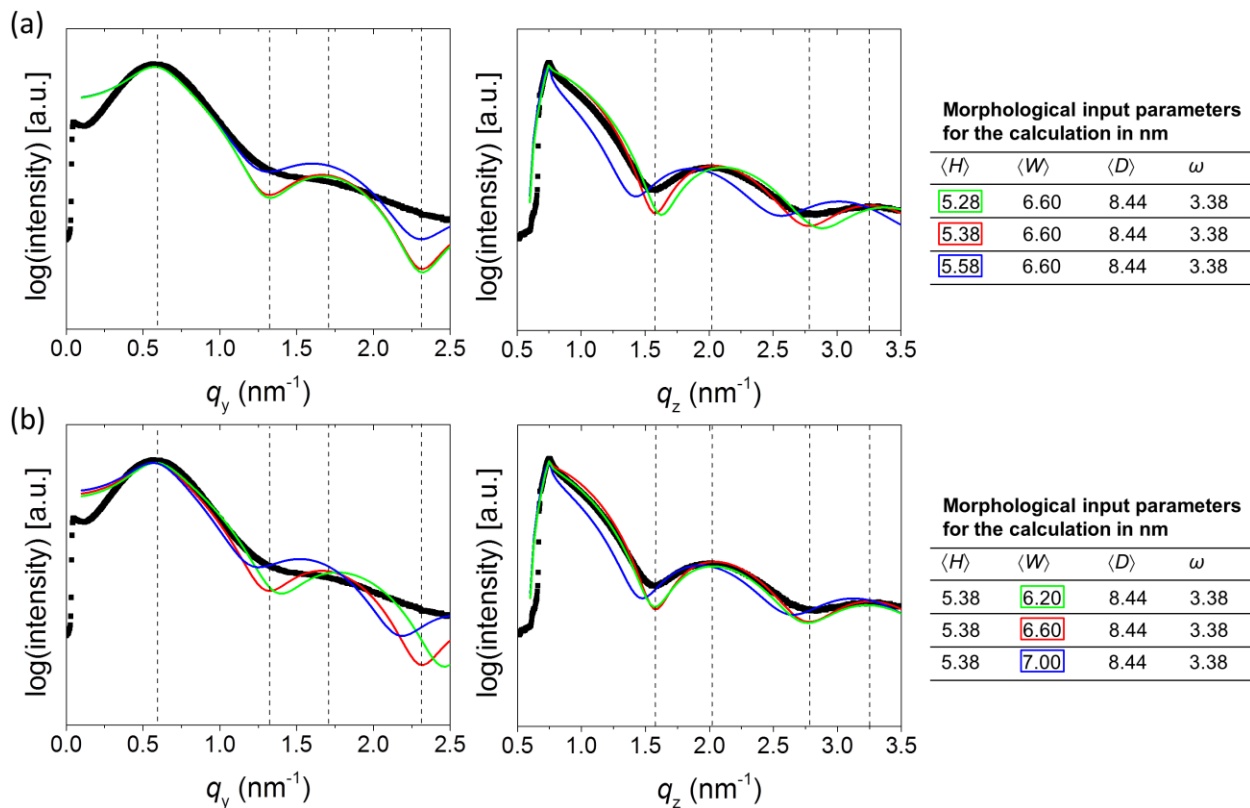 (a)
log(intensity) [a.u.]
0.0 0.5 1.0 1.5 2.0 2.5
q_y (nm⁻¹)
log(intensity) [a.u.]
0.5 1.0 1.5 2.0 2.5 3.0 3.5
q_z (nm⁻¹)
Morphological input parameters
for the calculation in nm
⟨H⟩ ⟨W⟩ ⟨D⟩ ω
5.28 6.60 8.44 3.38
5.38 6.60 8.44 3.38
5.58 6.60 8.44 3.38
(b)
log(intensity) [a.u.]
0.0 0.5 1.0 1.5 2.0 2.5
q_y (nm⁻¹)
log(intensity) [a.u.]
0.5 1.0 1.5 2.0 2.5 3.0 3.5
q_z (nm⁻¹)
Morphological input parameters
for the calculation in nm
⟨H⟩ ⟨W⟩ ⟨D⟩ ω
5.38 6.20 8.44 3.38
5.38 6.60 8.44 3.38
5.38 7.00 8.44 3.38